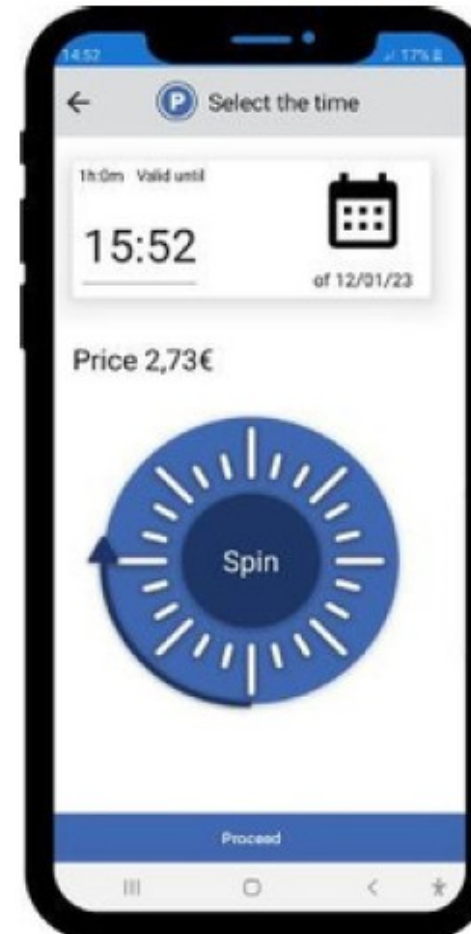 14:52 17%
P Select the time
1h:0m Valid until
15:52
of 12/01/23
Price 2,73€
Spin
Proceed